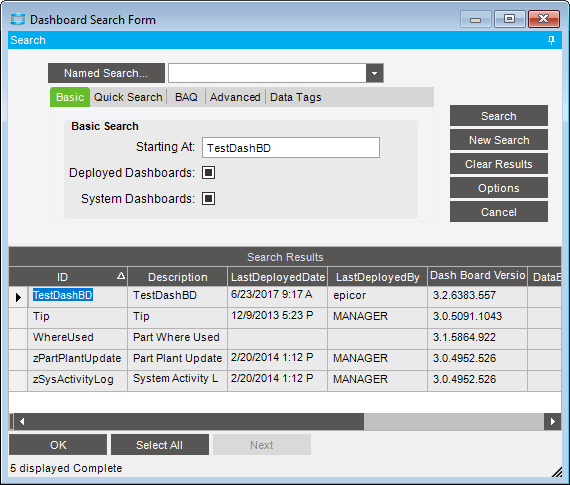 Dashboard Search Form
Search
Named Search...
Basic Quick Search BAQ Advanced Data Tags
Basic Search
Starting At: TestDashBD
Deployed Dashboards:
System Dashboards:
Search
New Search
Clear Results
Options
Cancel
Search Results
ID Description LastDeployedDate LastDeployedBy Dash Board Versio DataE
TestDashBD TestDashBD 6/23/2017 9:17 A epicor 3.2.6383.557
Tip Tip 12/9/2013 5:23 P MANAGER 3.0.5091.1043
WhereUsed Part Where Used 3.1.5864.922
zPartPlantUpdate Part Plant Update 2/20/2014 1:12 P MANAGER 3.0.4952.526
zSysActivityLog System Activity L 2/20/2014 1:12 P MANAGER 3.0.4952.526
OK Select All Next
5 displayed Complete